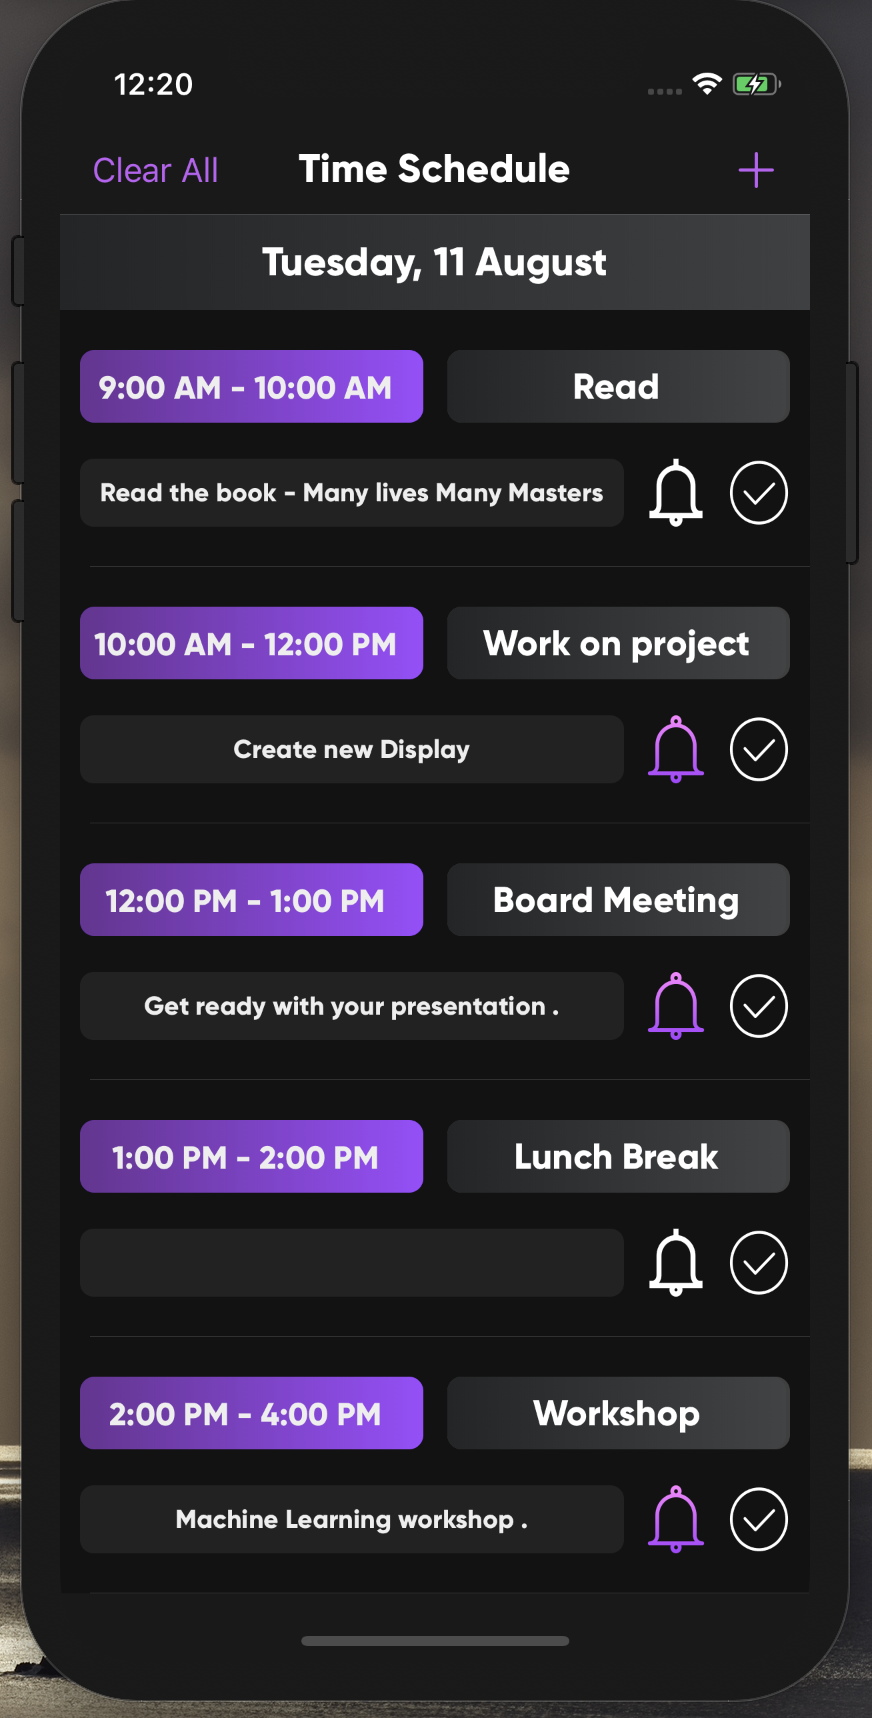 12:20
Clear All Time Schedule +
Tuesday, 11 August
9:00 AM - 10:00 AM Read
Read the book - Many lives Many Masters
10:00 AM - 12:00 PM Work on project
Create new Display
12:00 PM - 1:00 PM Board Meeting
Get ready with your presentation .
1:00 PM - 2:00 PM Lunch Break
2:00 PM - 4:00 PM Workshop
Machine Learning workshop .